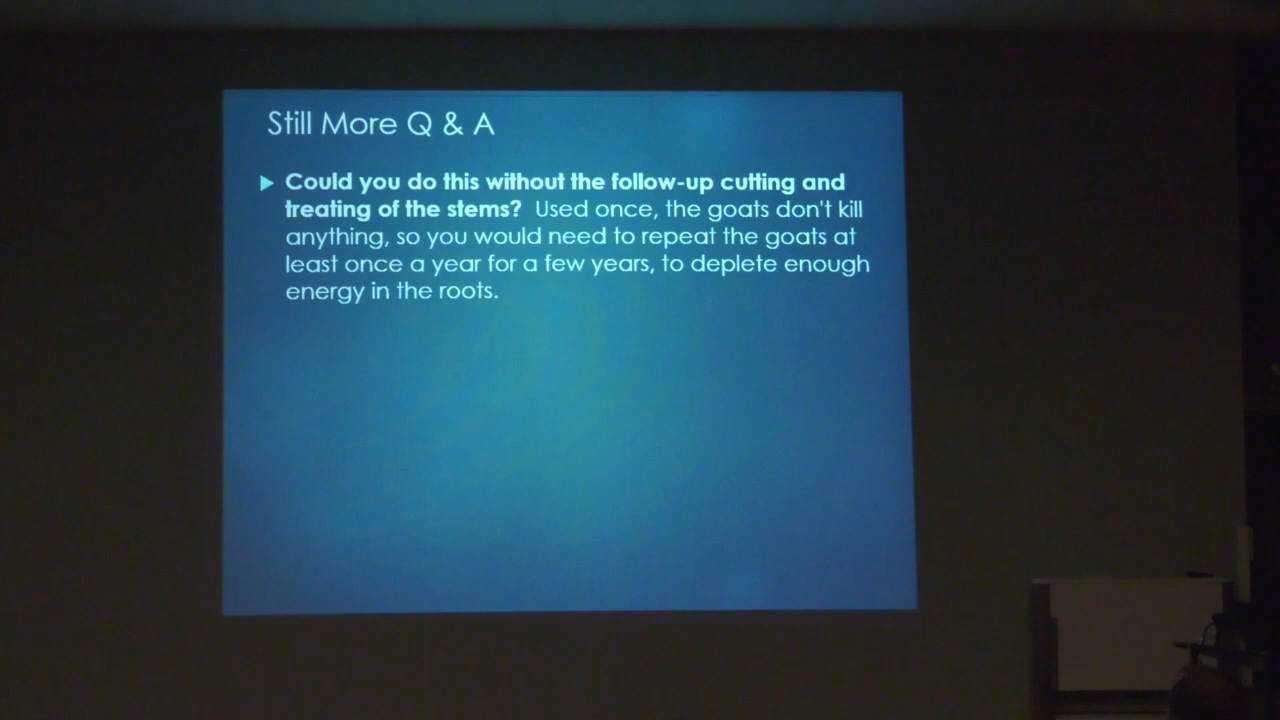 Still More Q & A
Could you do this without the follow-up cutting and
treating of the stems? Used once, the goats don't kill
anything, so you would need to repeat the goats at
least once a year for a few years, to deplete enough
energy in the roots.